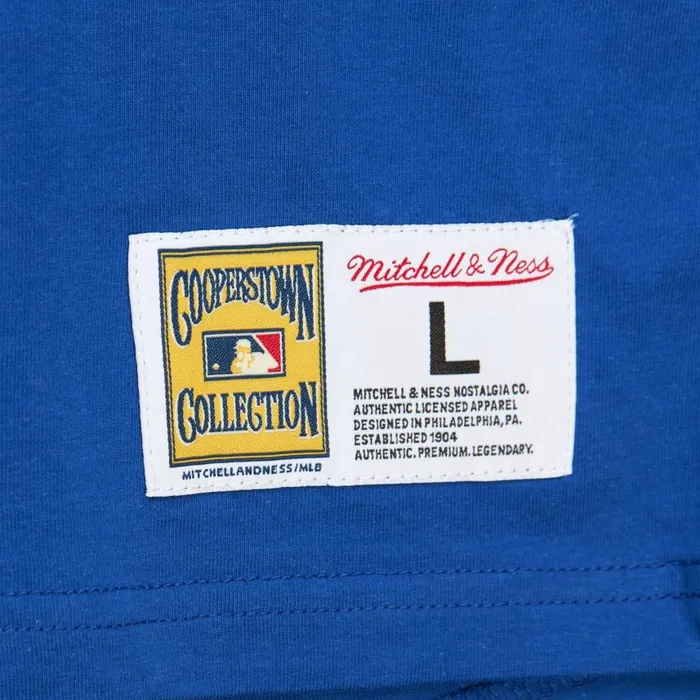 COOPERSTOWN
COLLECTION
MITCHELLANDNESS/MLB
Mitchell & Ness
L
MITCHELL & NESS NOSTALGIA CO.
AUTHENTIC LICENSED APPAREL
DESIGNED IN PHILADELPHIA, PA.
ESTABLISHED 1904
AUTHENTIC. PREMIUM. LEGENDARY.